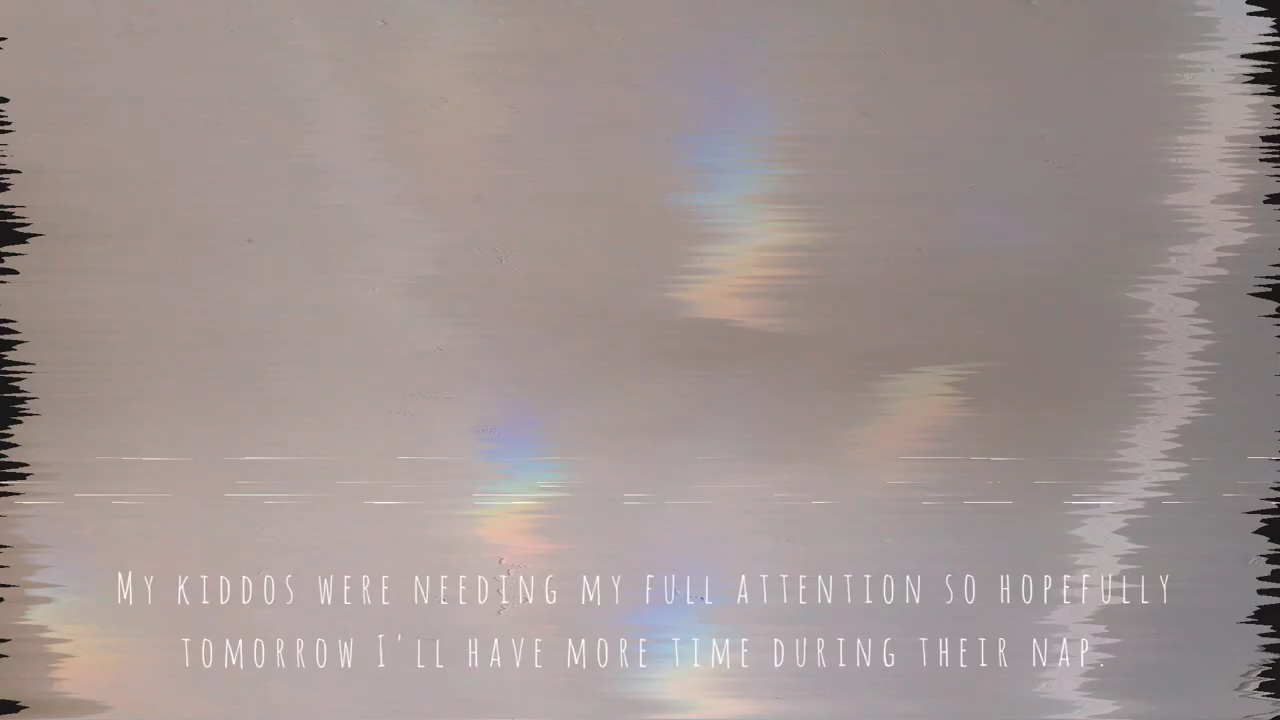 My kiddos were needing my full attention so hopefully
tomorrow I'll have more time during their nap.